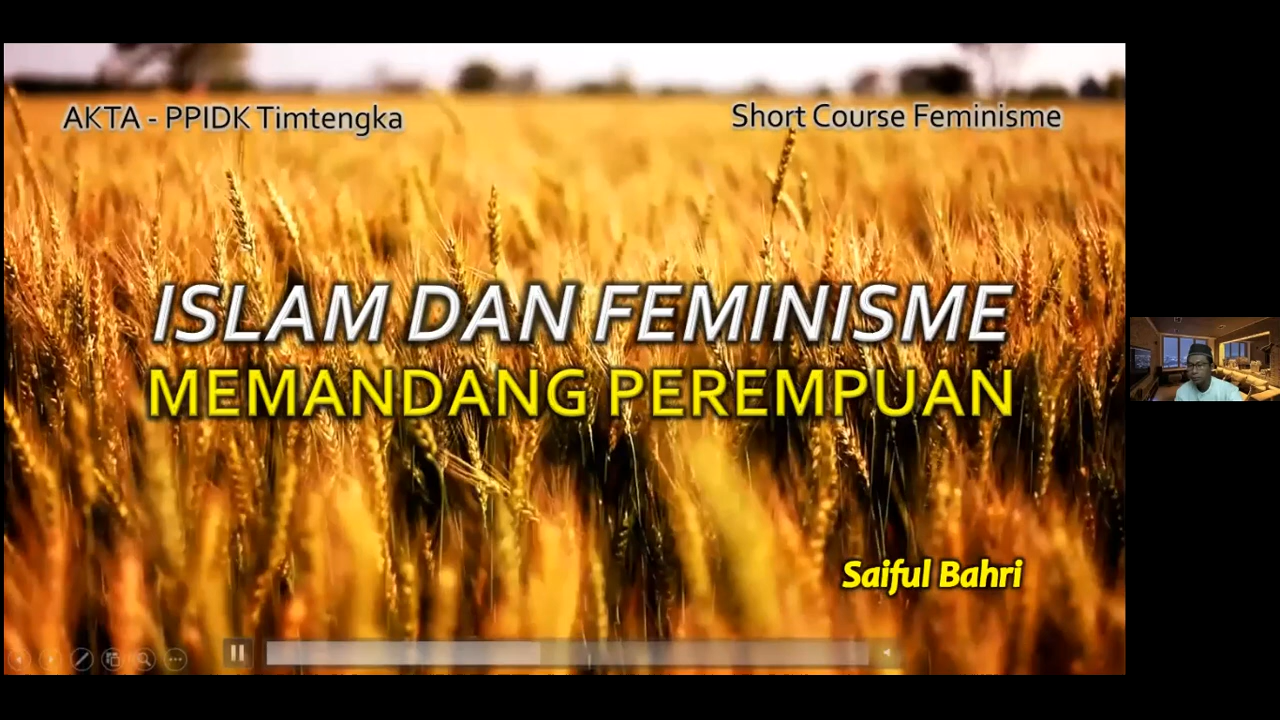 AKTA - PPIDK Timtengka
Short Course Feminisme
ISLAM DAN FEMINISME
MEMANDANG PEREMPUAN
Saiful Bahri